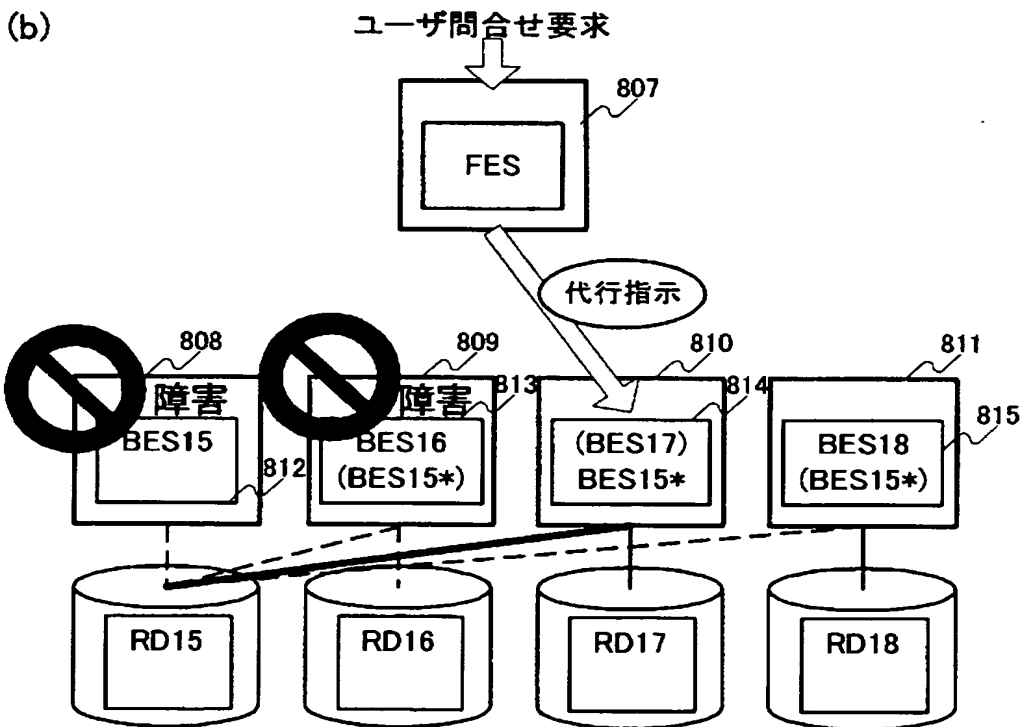 (b)
ユーザ問合せ要求
807
FES
代行指示
808
809
810
811
障害
障害
813
814
815
BES15
812
BES16
(BES15*)
(BES17)
BES15*
BES18
(BES15*)
RD15
RD16
RD17
RD18